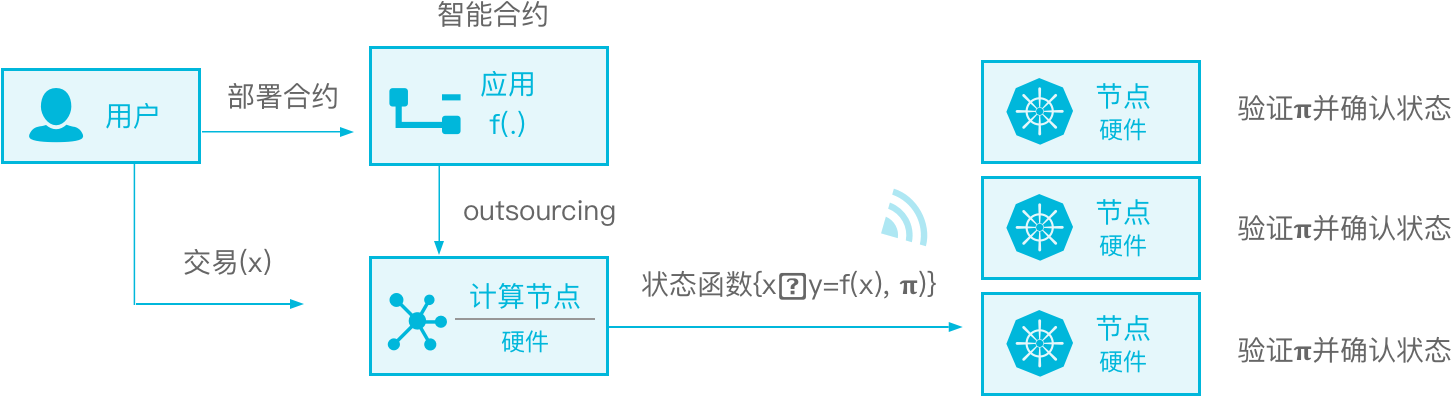 智能合约
用户
部署合约
应用
f(.)
outsourcing
交易(x)
计算节点
硬件
状态函数{x�y=f(x), π)}
节点
硬件
验证π并确认状态
节点
硬件
验证π并确认状态
节点
硬件
验证π并确认状态